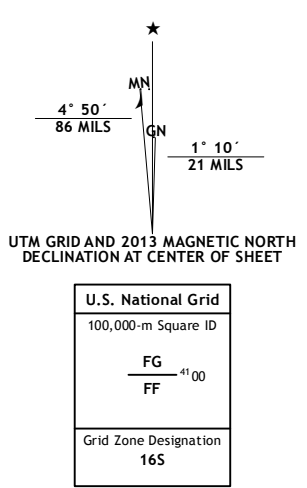 MN
4° 50´
86 MILS
GN
1° 10´
21 MILS
UTM GRID AND 2013 MAGNETIC NORTH
DECLINATION AT CENTER OF SHEET
U.S. National Grid
100,000-m Square ID
FG
4100
FF
Grid Zone Designation
16S